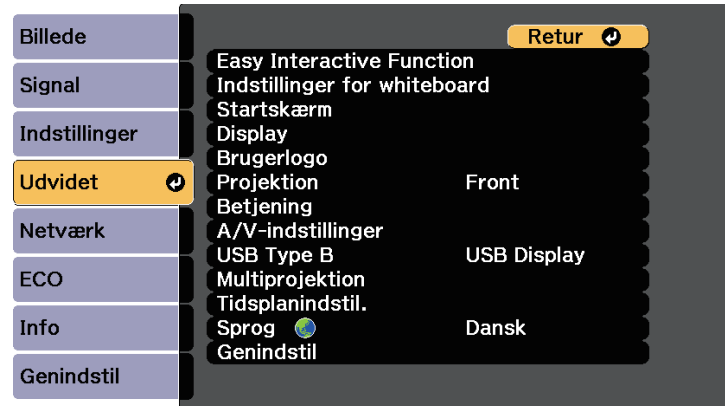 Billede
Signal
Indstillinger
Udvidet
Netværk
ECO
Info
Genindstil
Retur
Easy Interactive Function
Indstillinger for whiteboard
Startskærm
Display
Brugerlogo
Projektion Front
Betjening
A/V-indstillinger
USB Type B USB Display
Multiprojektion
Tidsplanindstil.
Sprog Dansk
Genindstil